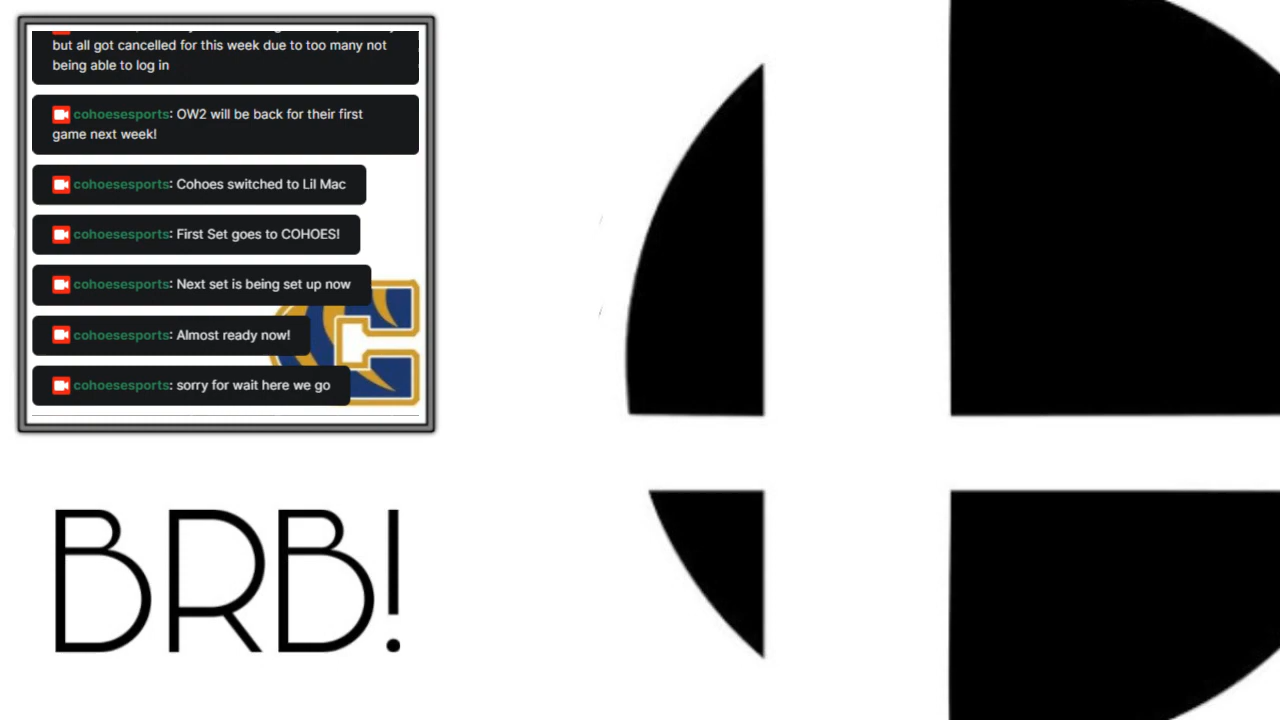 but all got cancelled for this week due to too many not
being able to log in
cohoesesports: OW2 will be back for their first
game next week!
cohoesesports: Cohoes switched to Lil Mac
cohoesesports: First Set goes to COHOES!
cohoesesports: Next set is being set up now
cohoesesports: Almost ready now!
cohoesesports: sorry for wait here we go
C
BRB!